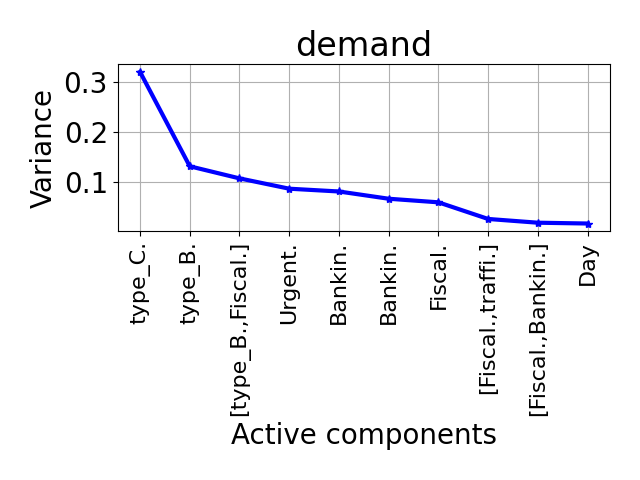 demand
Variance
0.3
0.2
0.1
type_C.
type_B.
[type_B.,Fiscal.]
Urgent.
Bankin.
Bankin.
Fiscal.
[Fiscal.,traffi.]
[Fiscal.,Bankin.]
Day
Active components